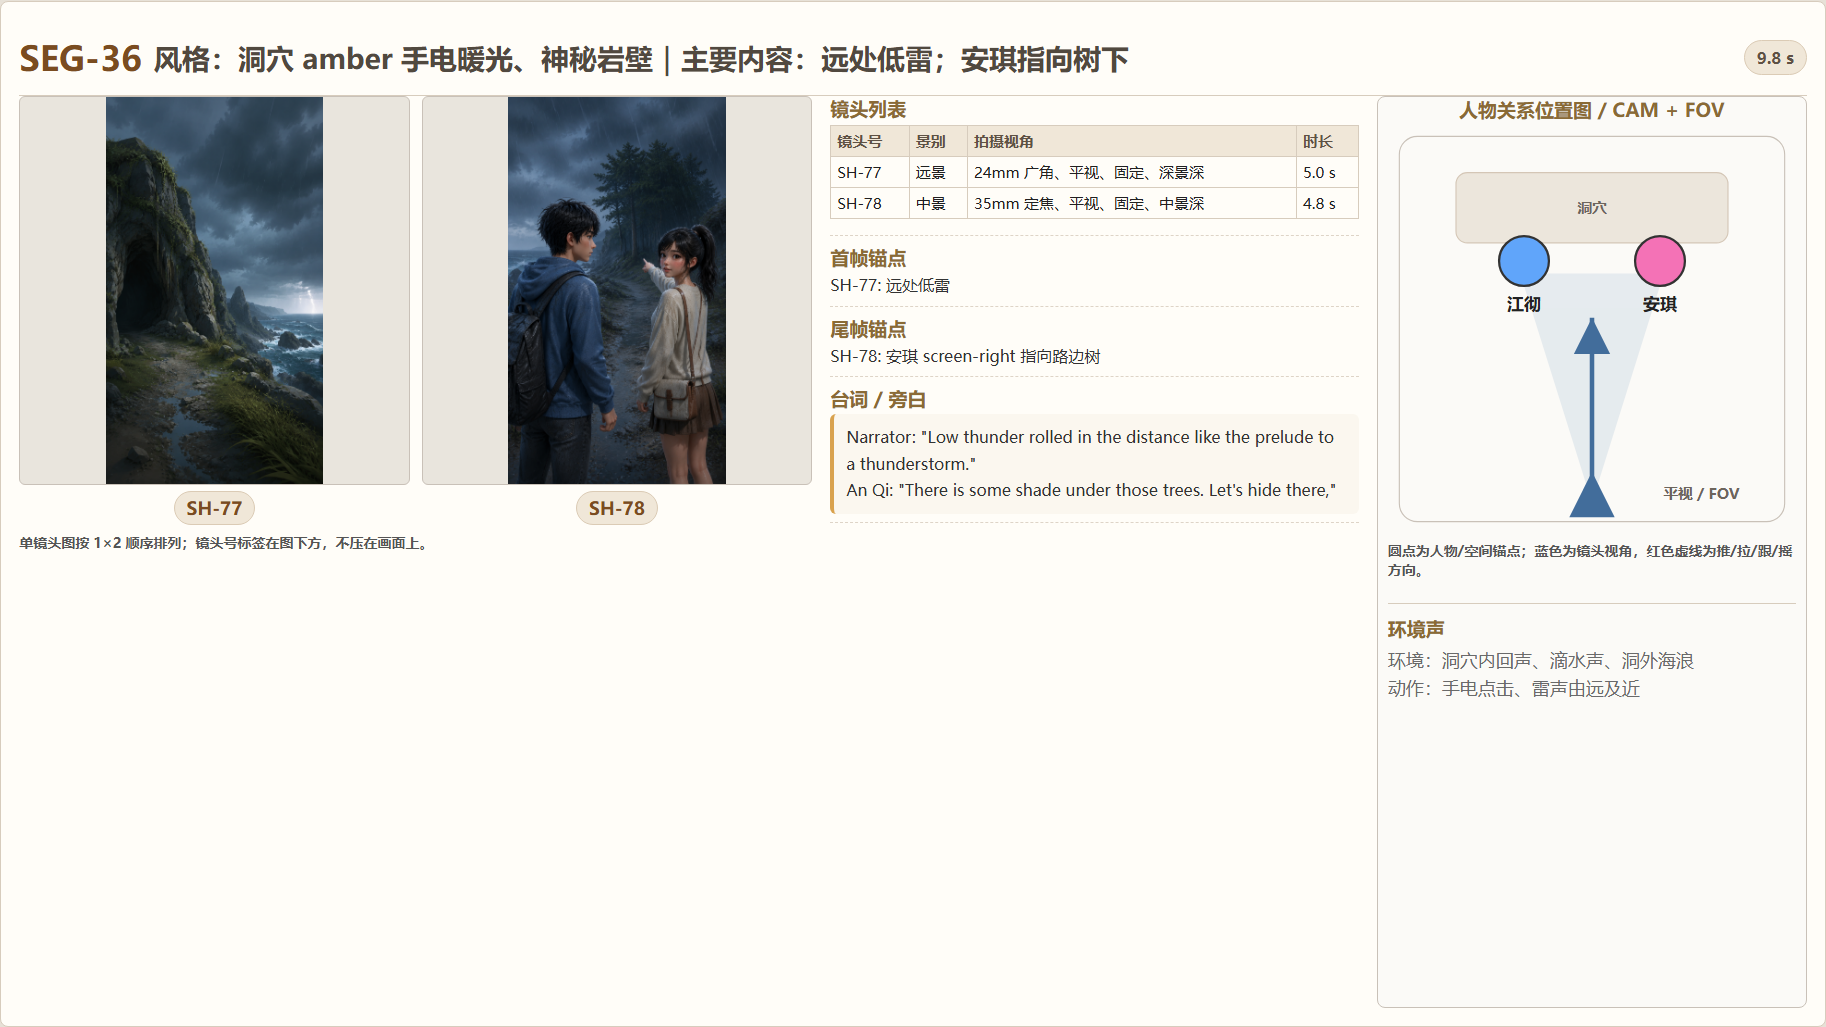 SEG-36 风格：洞穴 amber 手电暖光、神秘岩壁 | 主要内容：远处低雷；安琪指向树下
9.8 s
SH-77
SH-78
单镜头图按 1×2 顺序排列；镜头号标签在图下方，不压在画面上。
镜头列表
镜头号 景别 拍摄视角 时长
SH-77 远景 24mm 广角、平视、固定、深景深 5.0 s
SH-78 中景 35mm 定焦、平视、固定、中景深 4.8 s
首帧锚点
SH-77: 远处低雷
尾帧锚点
SH-78: 安琪 screen-right 指向路边树
台词 / 旁白
Narrator: "Low thunder rolled in the distance like the prelude to
a thunderstorm."
An Qi: "There is some shade under those trees. Let's hide there,"
人物关系位置图 / CAM + FOV
洞穴
江彻
安琪
平视 / FOV
圆点为人物/空间锚点；蓝色为镜头视角，红色虚线为推/拉/跟/摇
方向。
环境声
环境：洞穴内回声、滴水声、洞外海浪
动作：手电点击、雷声由远及近